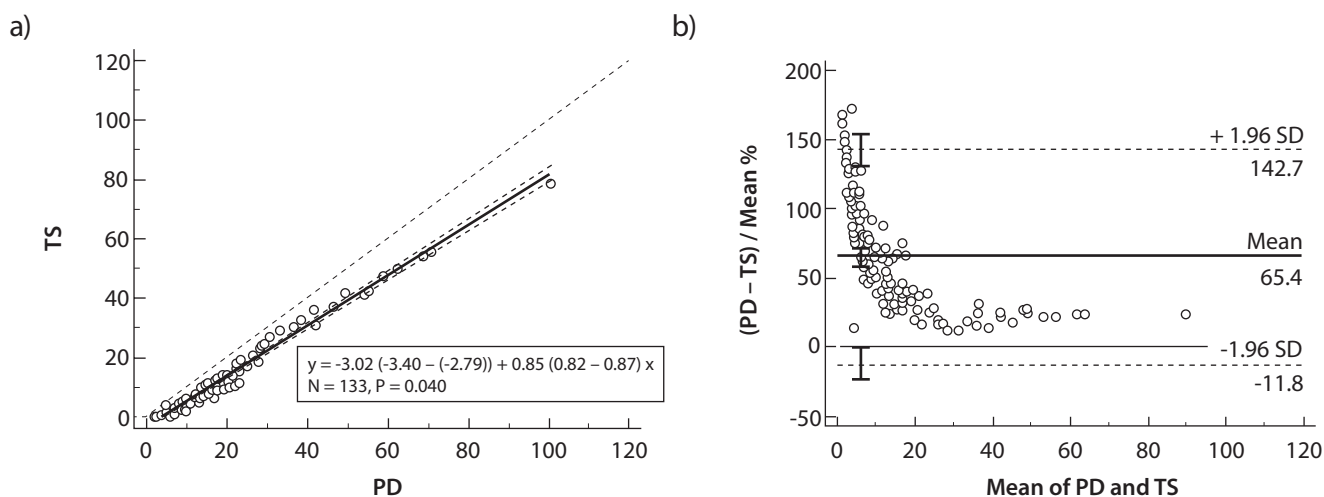 a)
120
100
80
60
40
20
0
TS
0 20 40 60 80 100 120
PD
y = -3.02 (-3.40 – (-2.79)) + 0.85 (0.82 – 0.87) x
N = 133, P = 0.040
b)
200
150
100
50
0
-50
(PD – TS) / Mean %
+ 1.96 SD
142.7
Mean
65.4
-1.96 SD
-11.8
0 20 40 60 80 100 120
Mean of PD and TS